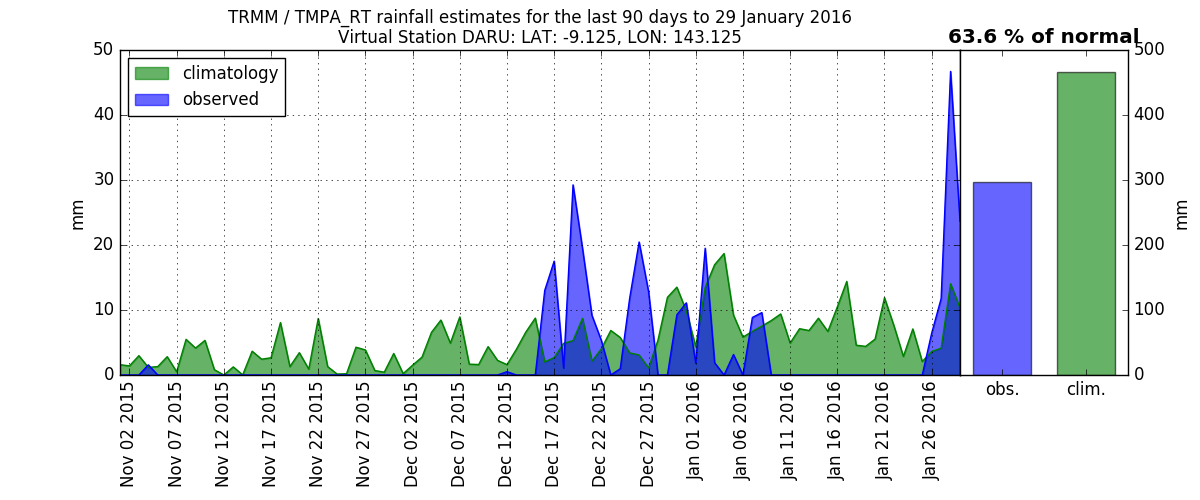 TRMM / TMPA_RT rainfall estimates for the last 90 days to 29 January 2016
Virtual Station DARU: LAT: -9.125, LON: 143.125
63.6 % of normal
climatology
observed
50
40
30
20
10
0
mm
Nov 02 2015
Nov 07 2015
Nov 12 2015
Nov 17 2015
Nov 22 2015
Nov 27 2015
Dec 02 2015
Dec 07 2015
Dec 12 2015
Dec 17 2015
Dec 22 2015
Dec 27 2015
Jan 01 2016
Jan 06 2016
Jan 11 2016
Jan 16 2016
Jan 21 2016
Jan 26 2016
obs.
clim.
500
400
300
200
100
0
mm